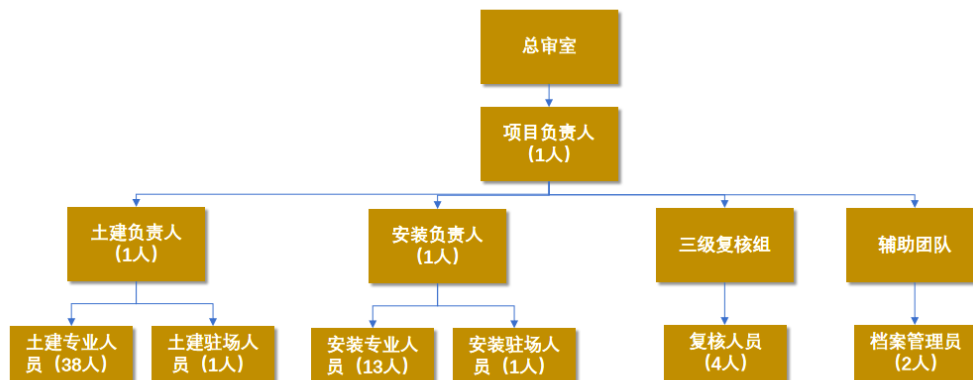 总审室
项目负责人
（1人）
土建负责人
（1人）
安装负责人
（1人）
三级复核组
辅助团队
土建专业人
员（38人）
土建驻场人
员（1人）
安装专业人
员（13人）
安装驻场人
员（1人）
复核人员
（4人）
档案管理员
（2人）